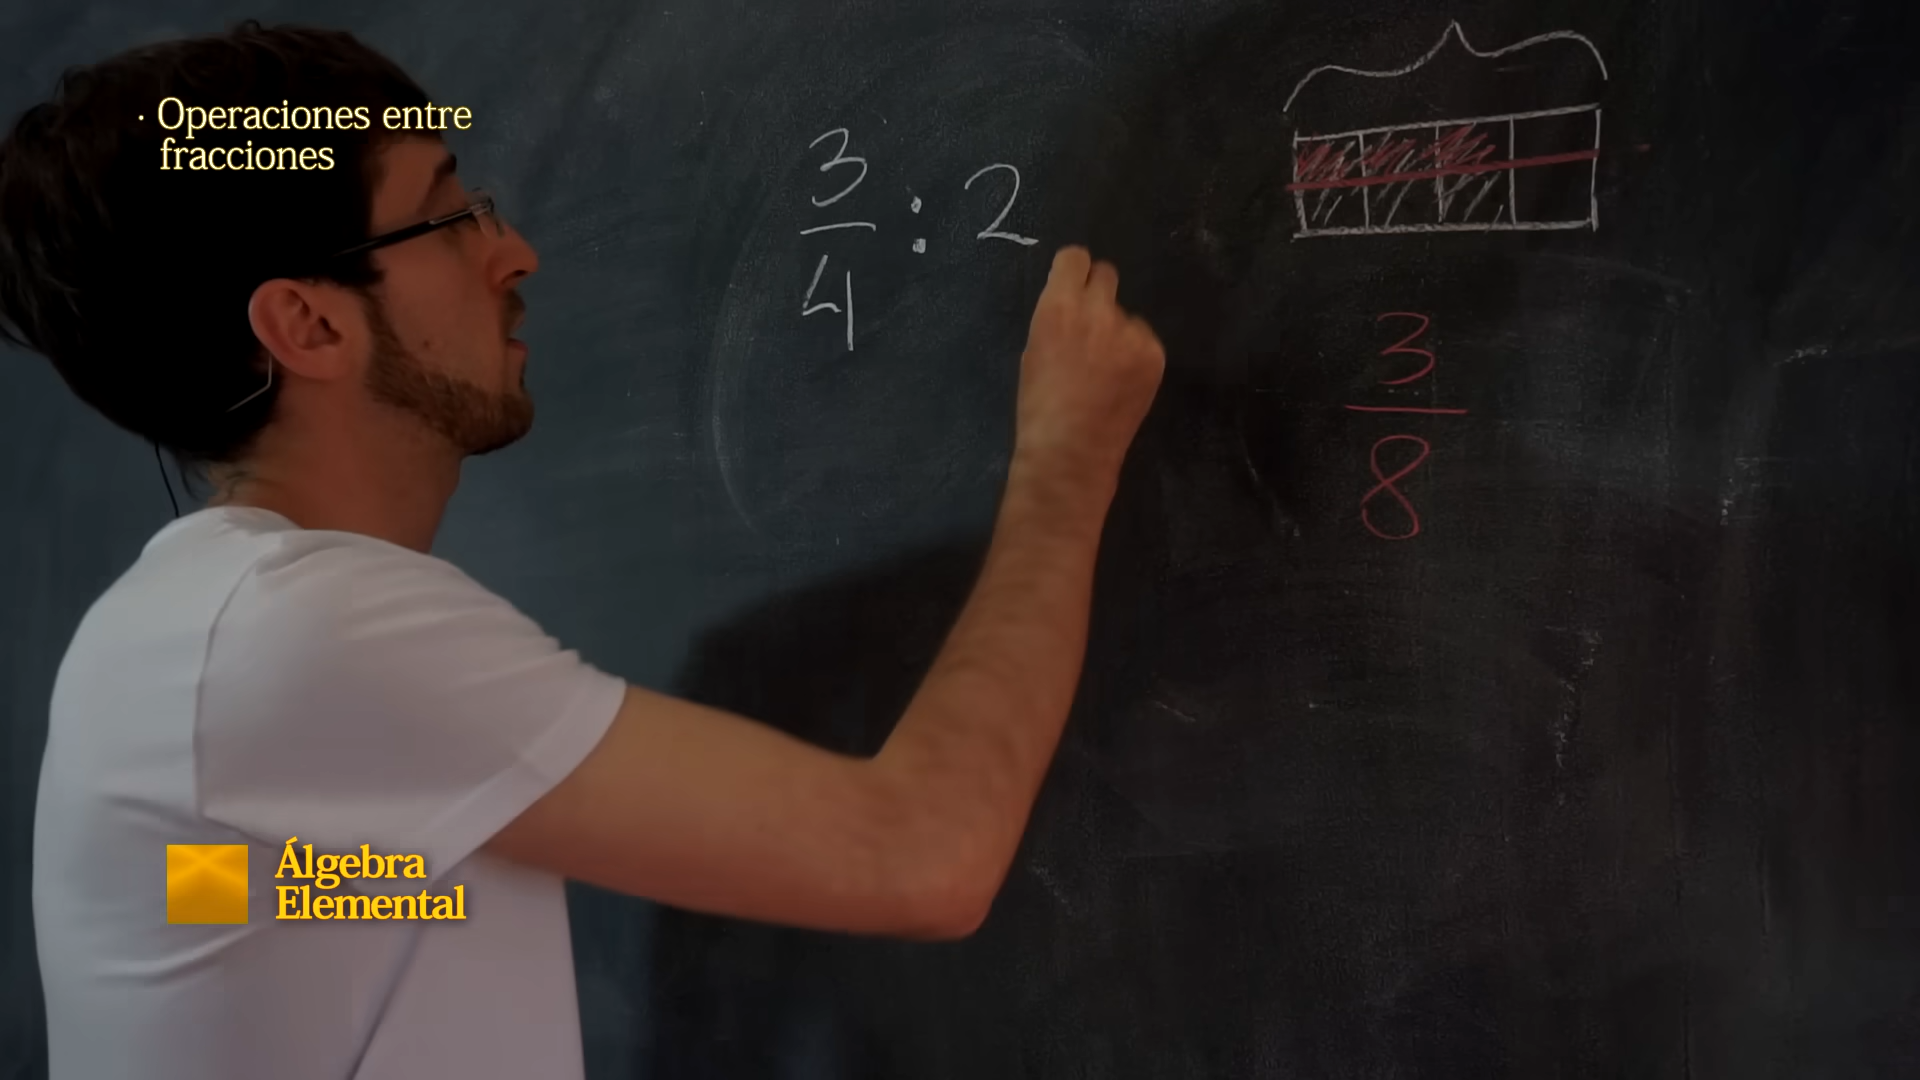 · Operaciones entre
fracciones
3
4
: 2
3
8
Álgebra
Elemental